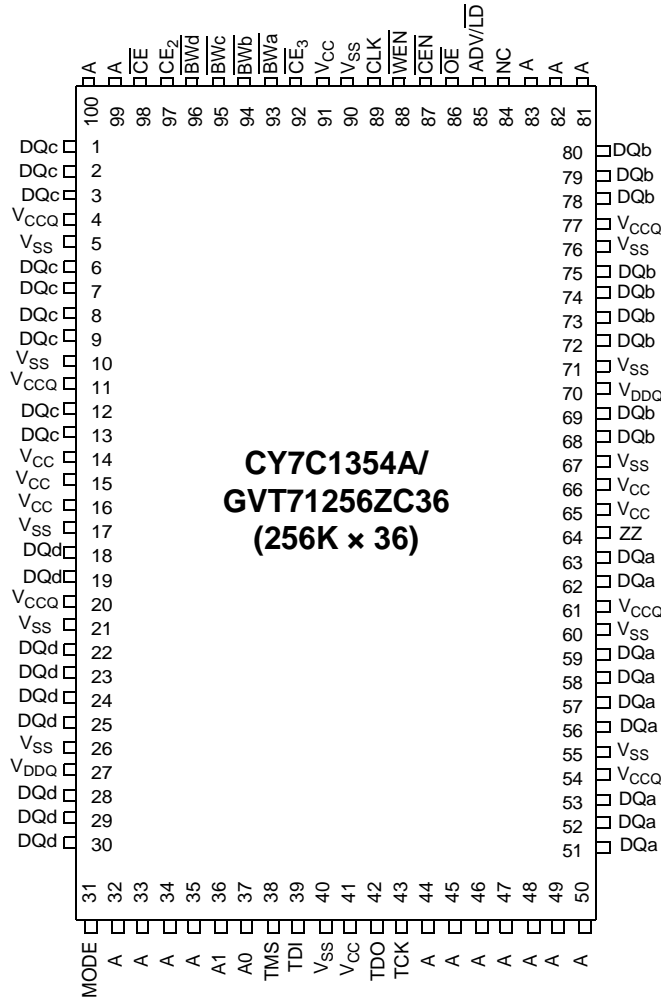 A A CE CE2 BWd BWc BWb BWa CE3 VCC VSS CLK WEN CEN OE ADV/LD NC A A A
100 99 98 97 96 95 94 93 92 91 90 89 88 87 86 85 84 83 82 81
DQc 1
DQc 2
DQc 3
VCCQ 4
VSS 5
DQc 6
DQc 7
DQc 8
DQc 9
VSS 10
VCCQ 11
DQc 12
DQc 13
VCC 14
VCC 15
VCC 16
VSS 17
DQd 18
DQd 19
VCCQ 20
VSS 21
DQd 22
DQd 23
DQd 24
DQd 25
VSS 26
VDDQ 27
DQd 28
DQd 29
DQd 30
CY7C1354A/
GVT71256ZC36
(256K × 36)
80 DQb
79 DQb
78 DQb
77 VCCQ
76 VSS
75 DQb
74 DQb
73 DQb
72 DQb
71 VSS
70 VDDQ
69 DQb
68 DQb
67 VSS
66 VCC
65 VCC
64 ZZ
63 DQa
62 DQa
61 VCCQ
60 VSS
59 DQa
58 DQa
57 DQa
56 DQa
55 VSS
54 VCCQ
53 DQa
52 DQa
51 DQa
31 32 33 34 35 36 37 38 39 40 41 42 43 44 45 46 47 48 49 50
MODE A A A A A1 A0 TMS TDI VSS VCC TDO TCK A A A A A A A